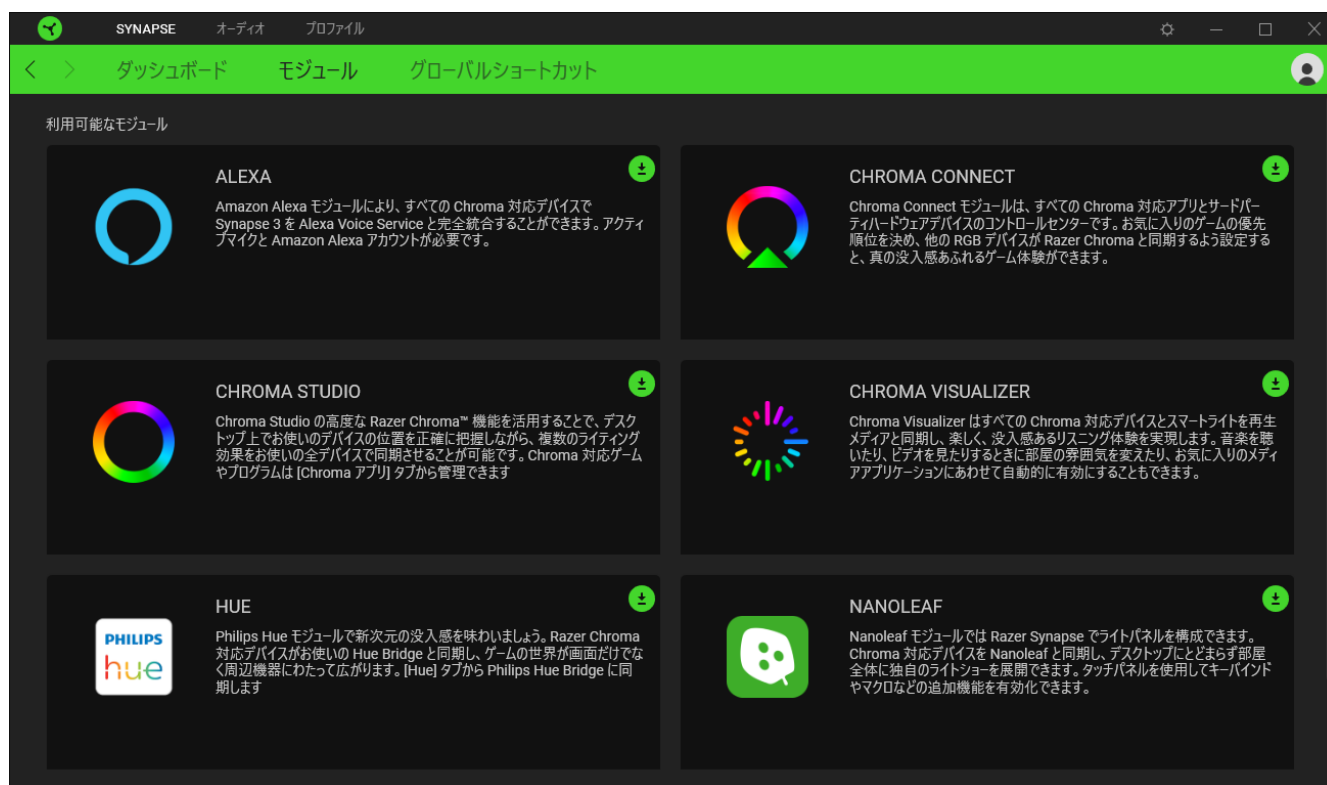 SYNAPSE オーディオ プロファイル
ダッシュボード モジュール グローバルショートカット
利用可能なモジュール
ALEXA
Amazon Alexa モジュールにより、すべての Chroma 対応デバイスで
Synapse 3 を Alexa Voice Service と完全統合することができます。アクティ
ブマイクと Amazon Alexa アカウントが必要です。
CHROMA CONNECT
Chroma Connect モジュールは、すべての Chroma 対応アプリとサードパー
ティハードウェアデバイスのコントロールセンターです。お気に入りのゲームの優先
順位を決め、他の RGB デバイスが Razer Chroma と同期するよう設定する
と、真の没入感あふれるゲーム体験ができます。
CHROMA STUDIO
Chroma Studio の高度な Razer Chroma™ 機能を活用することで、デスク
トップ上でお使いのデバイスの位置を正確に把握しながら、複数のライティング
効果をお使いの全デバイスで同期させることが可能です。Chroma 対応ゲーム
やプログラムは [Chroma アプリ] タブから管理できます
CHROMA VISUALIZER
Chroma Visualizer はすべての Chroma 対応デバイスとスマートライトを再生
メディアと同期し、楽しく、没入感あるリスニング体験を実現します。音楽を聴
いたり、ビデオを見たりするときに部屋の雰囲気を変えたり、お気に入りのメディ
アアプリケーションにあわせて自動的に有効にすることもできます。
PHILIPS
hue
HUE
Philips Hue モジュールで新次元の没入感を味わいましょう。Razer Chroma
対応デバイスがお使いの Hue Bridge と同期し、ゲームの世界が画面だけでな
く周辺機器にわたって広がります。[Hue] タブから Philips Hue Bridge に同
期します
NANOLEAF
Nanoleaf モジュールでは Razer Synapse でライトパネルを構成できます。
Chroma 対応デバイスを Nanoleaf と同期し、デスクトップにとどまらず部屋
全体に独自のライトショーを展開できます。タッチパネルを使用してキーバインド
やマクロなどの追加機能を有効化できます。